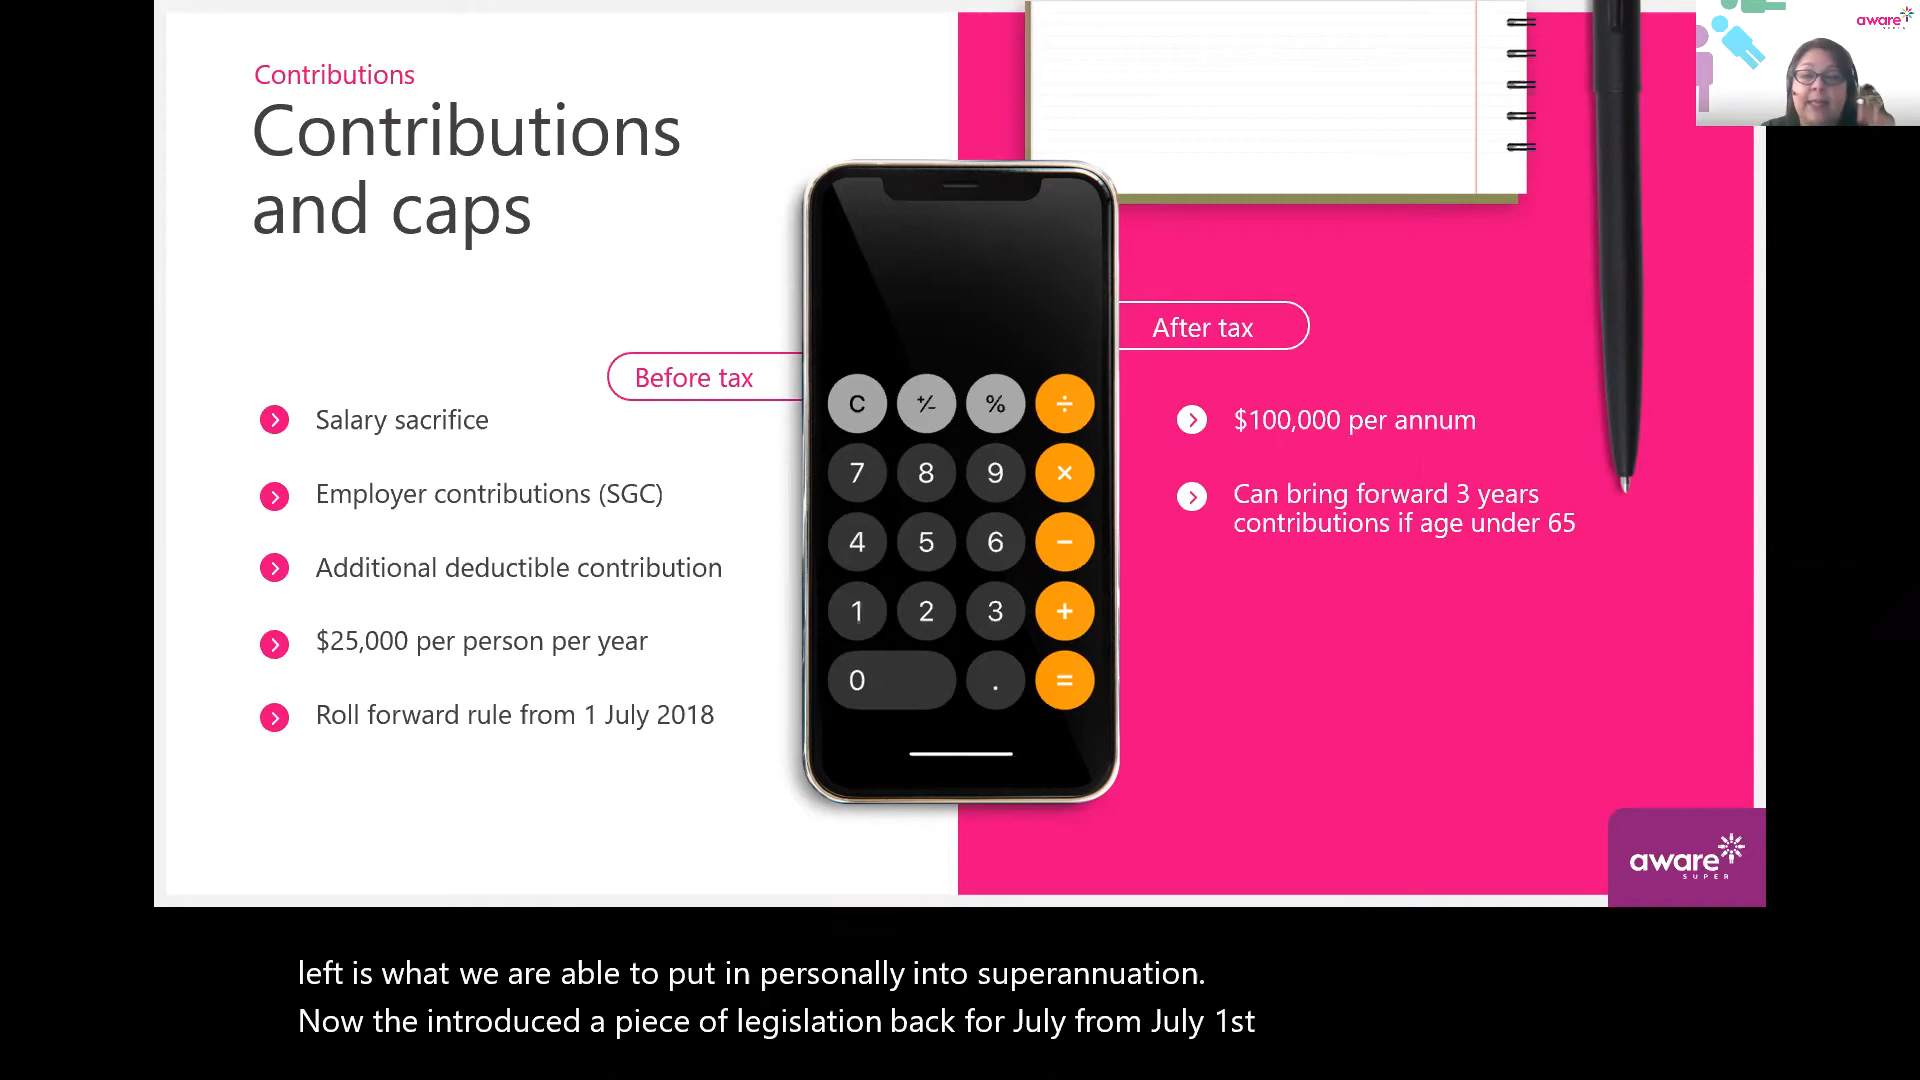 Contributions
Contributions
and caps
Before tax
Salary sacrifice
Employer contributions (SGC)
Additional deductible contribution
$25,000 per person per year
Roll forward rule from 1 July 2018
C +/− % ÷
7 8 9 ×
4 5 6 −
1 2 3 +
0 . =
After tax
$100,000 per annum
Can bring forward 3 years
contributions if age under 65
aware
SUPER
aware
SUPER
left is what we are able to put in personally into superannuation.
Now the introduced a piece of legislation back for July from July 1st